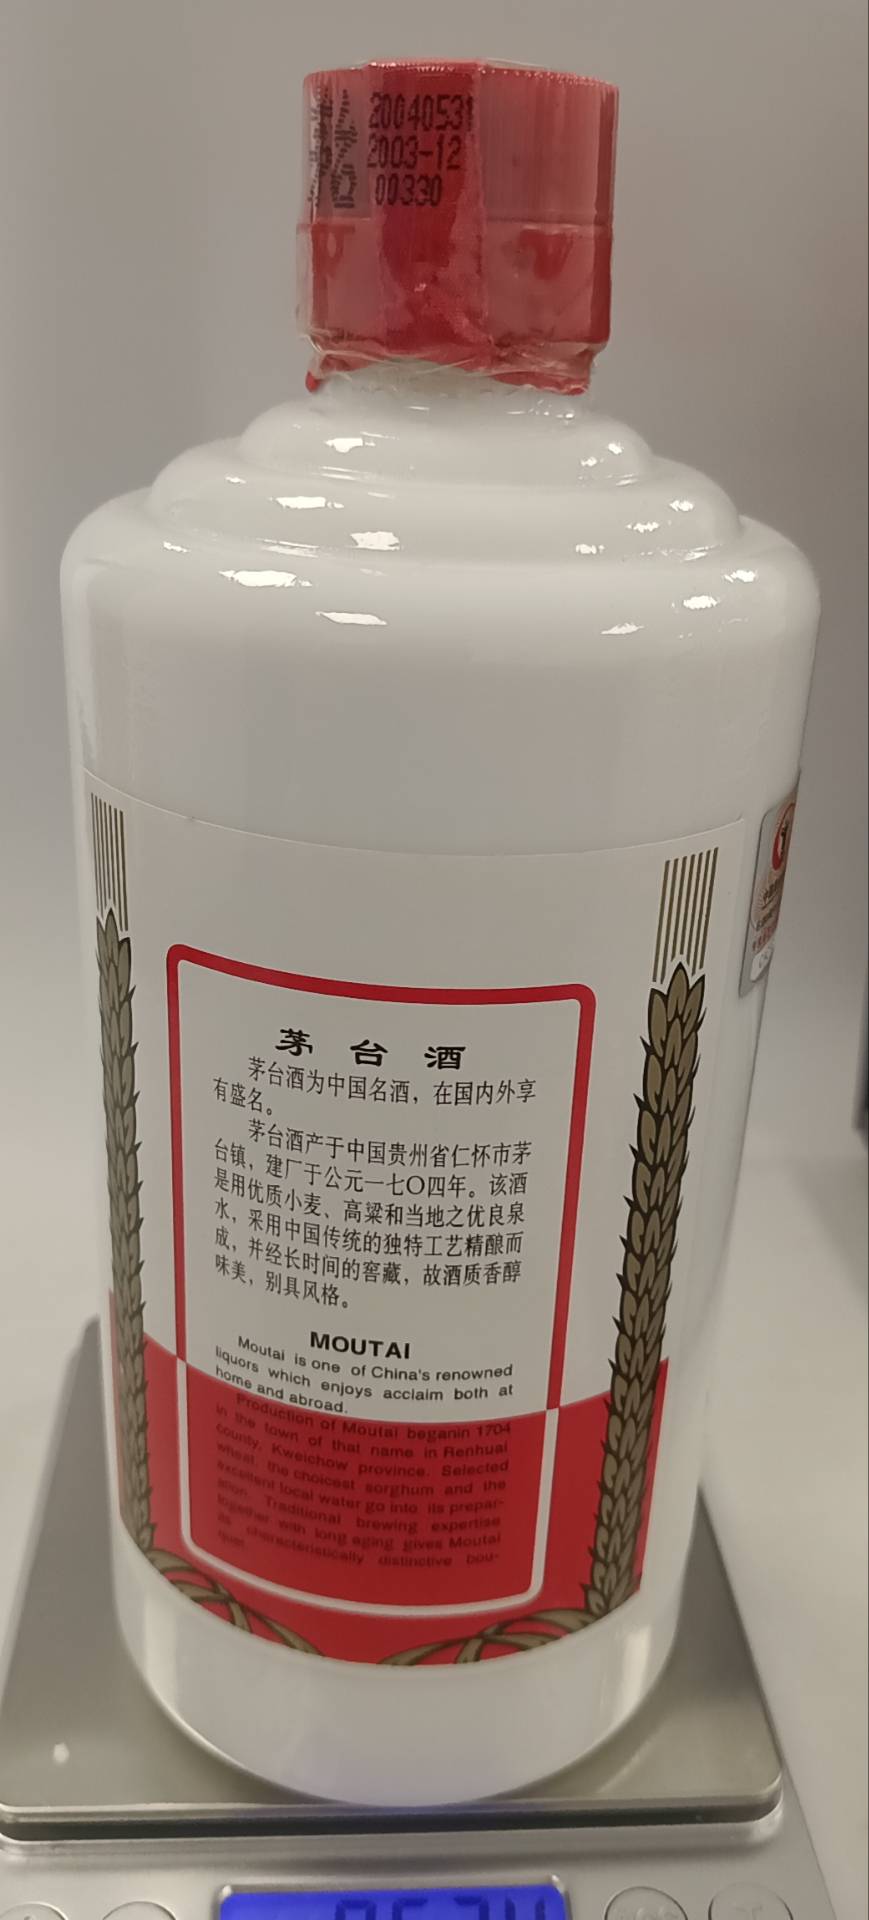 20040531
2003-12
00330
茅台酒
茅台酒为中国名酒，在国内外享
有盛名。
茅台酒产于中国贵州省仁怀市茅
台镇，建厂于公元一七〇四年。该酒
是用优质小麦、高粱和当地之优良泉
水，采用中国传统的独特工艺精酿而
成，并经长时间的窖藏，故酒质香醇
味美，别具风格。
MOUTAI
Moutai is one of China's renowned
liquors which enjoys acclaim both at
home and abroad.
Production of Moutai beganin 1704
in the town of that name in Renhuai
county, Kweichow province. Selected
wheat, the choicest sorghum and the
excellent local water go into its prepar-
ation. Traditional brewing expertise
together with long aging gives Moutai
its characteristically distinctive bou-
quet.